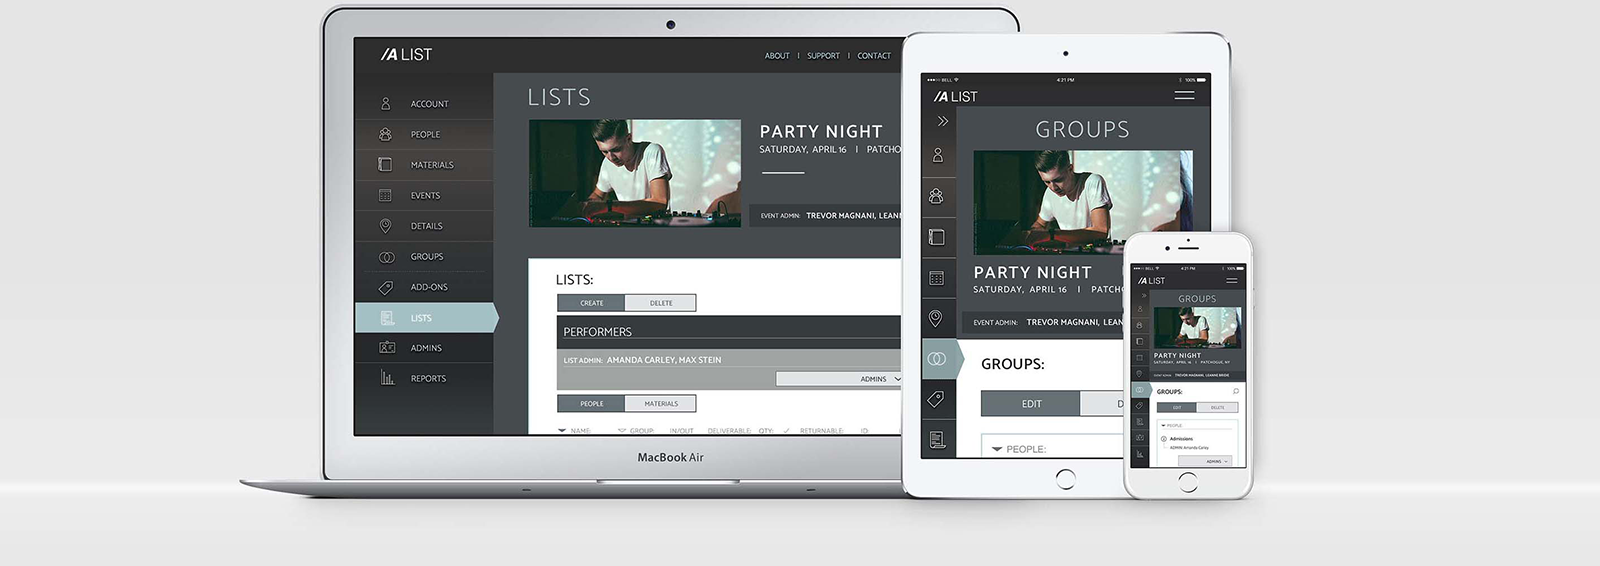 /A LIST
ABOUT | SUPPORT | CONTACT
ACCOUNT
PEOPLE
MATERIALS
EVENTS
DETAILS
GROUPS
ADD-ONS
LISTS
ADMINS
REPORTS
LISTS
PARTY NIGHT
SATURDAY, APRIL 16 | PATCHO
EVENT ADMIN: TREVOR MAGNANI, LEAN
LISTS:
CREATE DELETE
PERFORMERS
LIST ADMIN: AMANDA CARLEY, MAX STEIN
ADMINS
PEOPLE MATERIALS
NAME: GROUP: IN/OUT DELIVERABLE: QTY: ✓ RETURNABLE: ID:
MacBook Air
BELL 4:21 PM 100%
/A LIST
GROUPS
PARTY NIGHT
SATURDAY, APRIL 16 | PATCH
EVENT ADMIN: TREVOR MAGNANI, LEAN
GROUPS:
EDIT D
PEOPLE:
BELL 4:21 PM 100%
/A LIST
GROUPS
PARTY NIGHT
SATURDAY, APRIL 16 | PATCHOGUE, NY
EVENT ADMIN: TREVOR MAGNANI, LEANNE BRODIE
GROUPS:
EDIT DELETE
PEOPLE
Admissions
ADMIN Amanda Carley
ADMINS